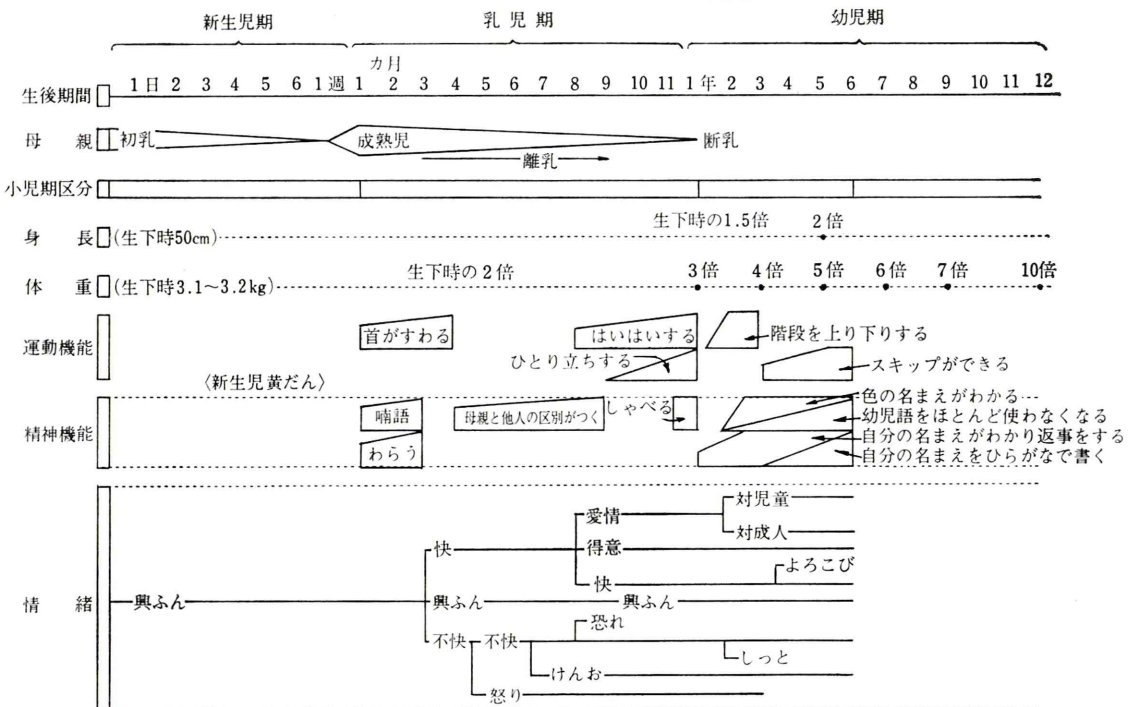 新生児期 乳児期 幼児期
カ月
生後期間 1日 2 3 4 5 6 1週 1 2 3 4 5 6 7 8 9 10 11 1年 2 3 4 5 6 7 8 9 10 11 12
母親 初乳 成熟児 断乳
離乳
小児期区分
生下時の1.5倍 2倍
身長 (生下時50cm)
生下時の2倍 3倍 4倍 5倍 6倍 7倍 10倍
体重 (生下時3.1〜3.2kg)
首がすわる はいはいする 階段を上り下りする
運動機能
ひとり立ちする スキップができる
〈新生児黄だん〉
色の名まえがわかる
喃語 母親と他人の区別がつく しゃべる 幼児語をほとんど使わなくなる
精神機能 自分の名まえがわかり返事をする
わらう 自分の名まえをひらがなで書く
対児童
愛情
対成人
快 得意
よろこび
快
情緒 興ふん 興ふん 興ふん
恐れ
不快 不快
しっと
けんお
怒り